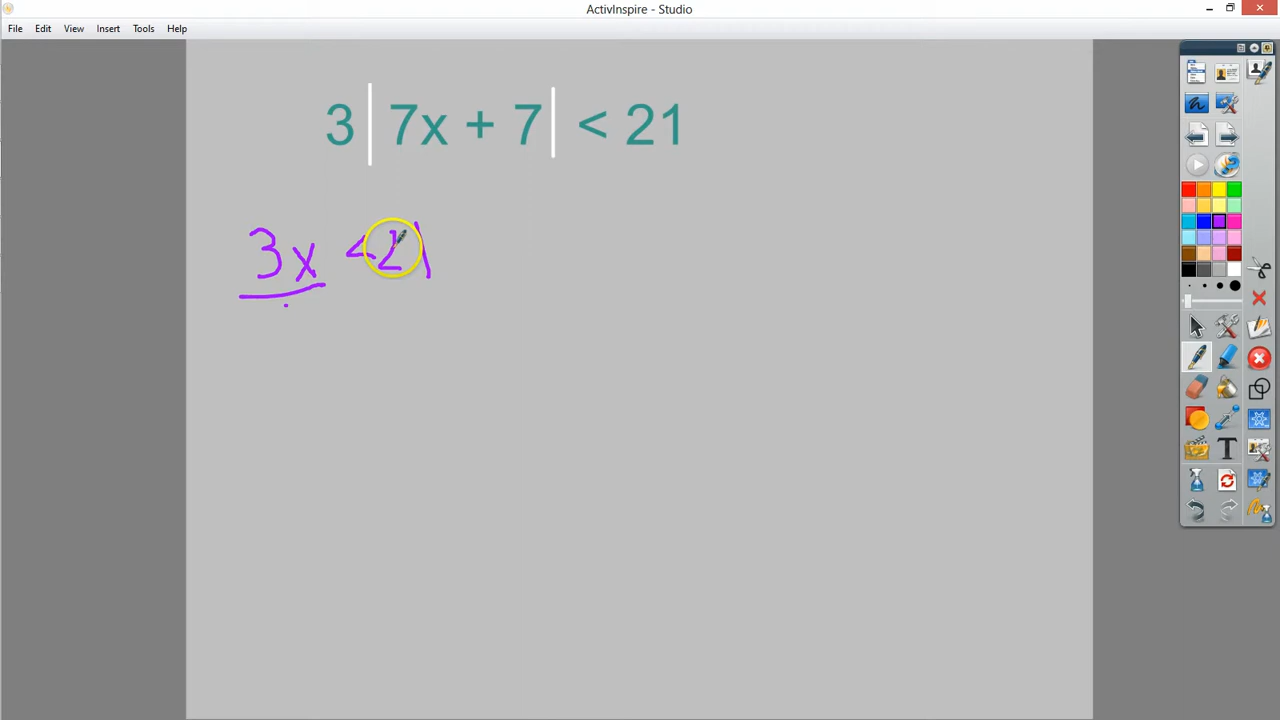 ActivInspire - Studio
File Edit View Insert Tools Help
3| 7x + 7| < 21
3x < 21